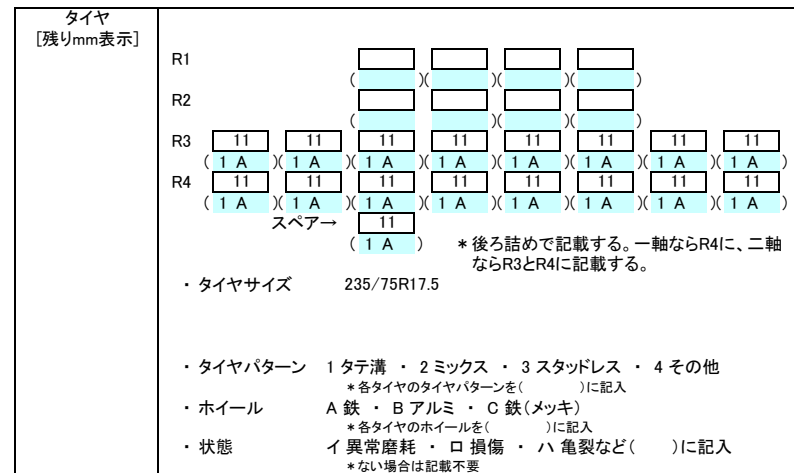 タイヤ
[残りmm表示]
R1
( )( )( )( )
R2
( )( )( )
R3 11 11 11 11 11 11 11 11
( 1 A )( 1 A )( 1 A )( 1 A )( 1 A )( 1 A )( 1 A )( 1 A )
R4 11 11 11 11 11 11 11 11
( 1 A )( 1 A )( 1 A )( 1 A )( 1 A )( 1 A )( 1 A )( 1 A )
スペア→ 11
( 1 A ) *後ろ詰めで記載する。一軸ならR4に、二軸
ならR3とR4に記載する。
・ タイヤサイズ 235/75R17.5
・ タイヤパターン 1 タテ溝 ・ 2 ミックス ・ 3 スタッドレス ・ 4 その他
*各タイヤのタイヤパターンを( )に記入
・ ホイール A 鉄 ・ B アルミ ・ C 鉄(メッキ)
*各タイヤのホイールを( )に記入
・ 状態 イ 異常磨耗 ・ ロ 損傷 ・ ハ 亀裂など( )に記入
*ない場合は記載不要